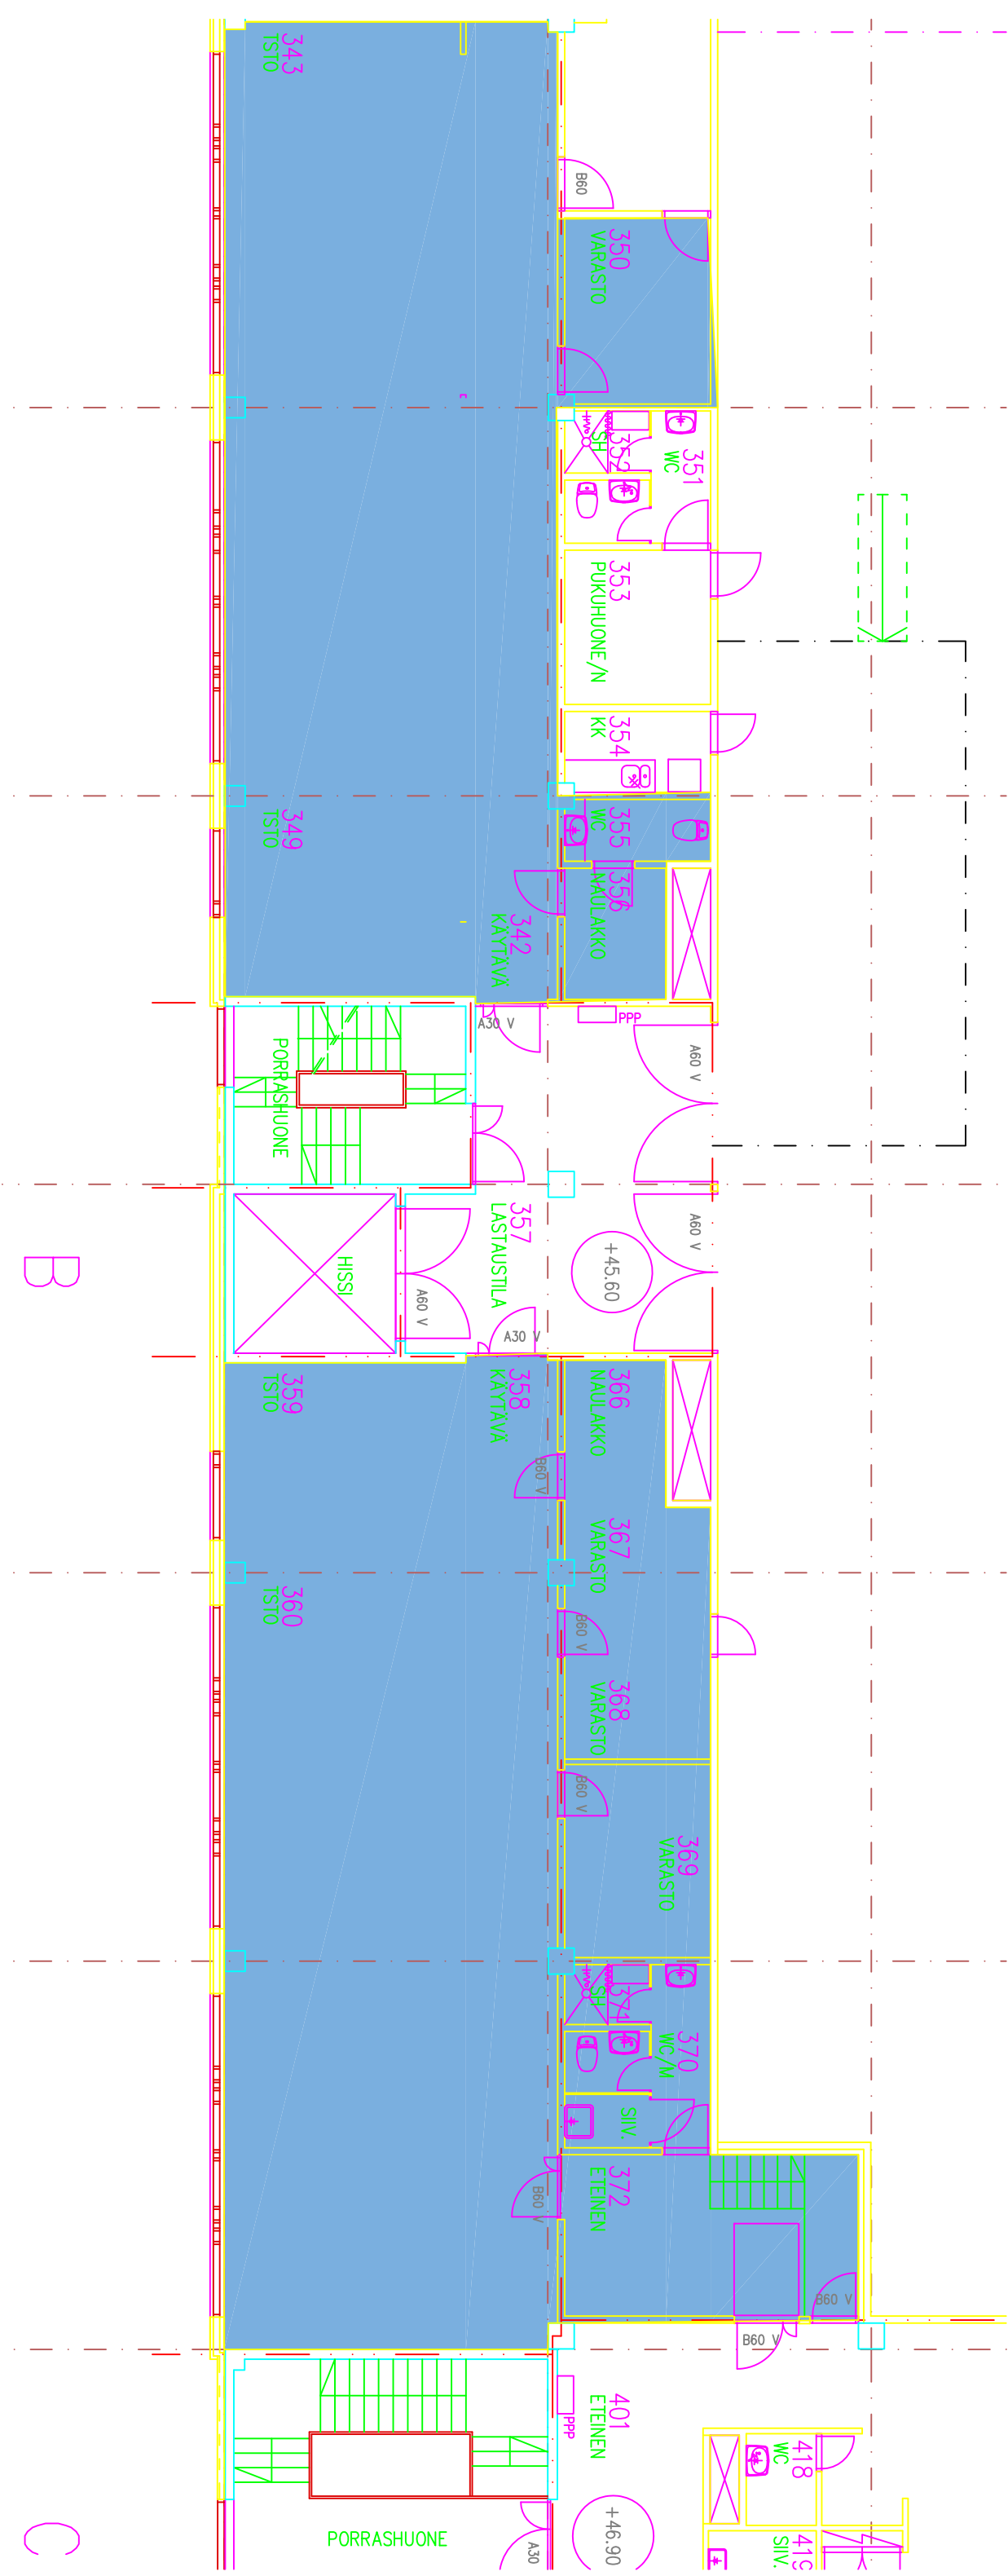 343
TSTO
B60
350
VARASTO
352
SH
351
WC
353
PUKUHUONE/N
354
KK
349
TSTO
355
WC
356
NAULAKKO
342
KÄYTÄVÄ
A30 V
PPP
A60 V
PORRASHUONE
357
LASTAUSTILA
+45.60
A60 V
B
HISSI
A60 V
A30 V
359
TSTO
358
KÄYTÄVÄ
366
NAULAKKO
B60 V
367
VARASTO
360
TSTO
B60 V
368
VARASTO
B60 V
369
VARASTO
371
SH
370
WC/M
SIIV.
372
ETEINEN
B60 V
B60 V
B60 V
401
ETEINEN
PPP
418
WC
+46.90
419
SIIV.
C
PORRASHUONE
A30